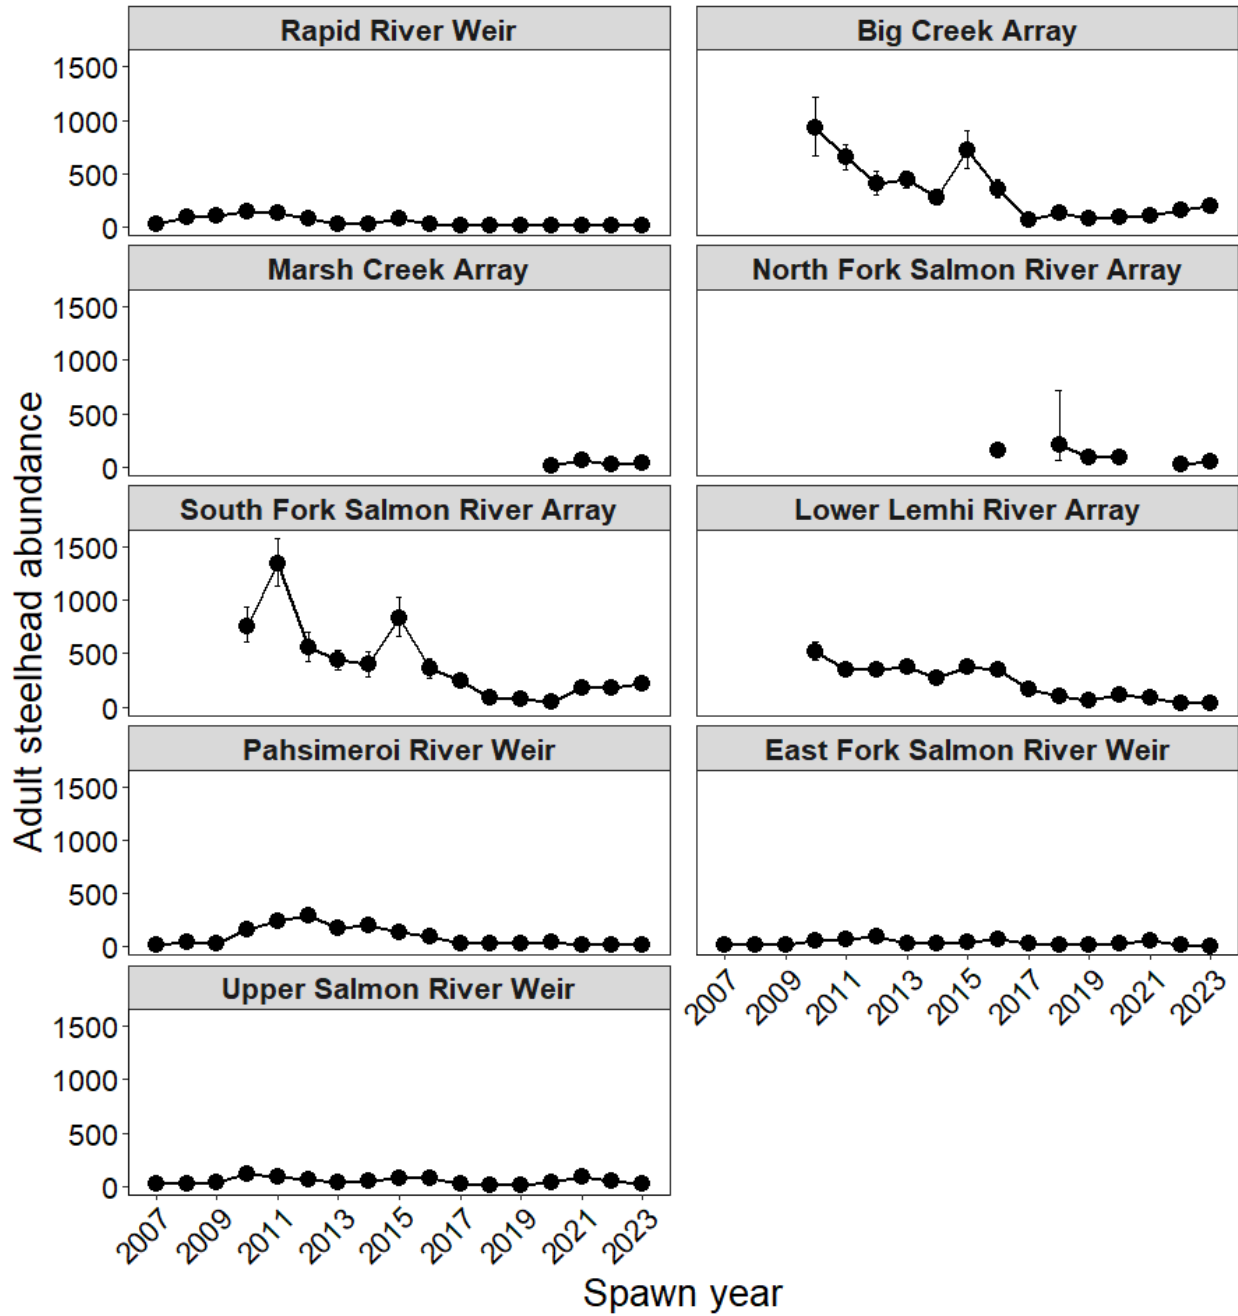 Rapid River Weir
Big Creek Array
1500
1000
500
0
Marsh Creek Array
North Fork Salmon River Array
1500
1000
500
0
South Fork Salmon River Array
Lower Lemhi River Array
1500
1000
500
0
Pahsimeroi River Weir
East Fork Salmon River Weir
1500
1000
500
0
2007 2009 2011 2013 2015 2017 2019 2021 2023
Upper Salmon River Weir
1500
1000
500
0
2007 2009 2011 2013 2015 2017 2019 2021 2023
Adult steelhead abundance
Spawn year